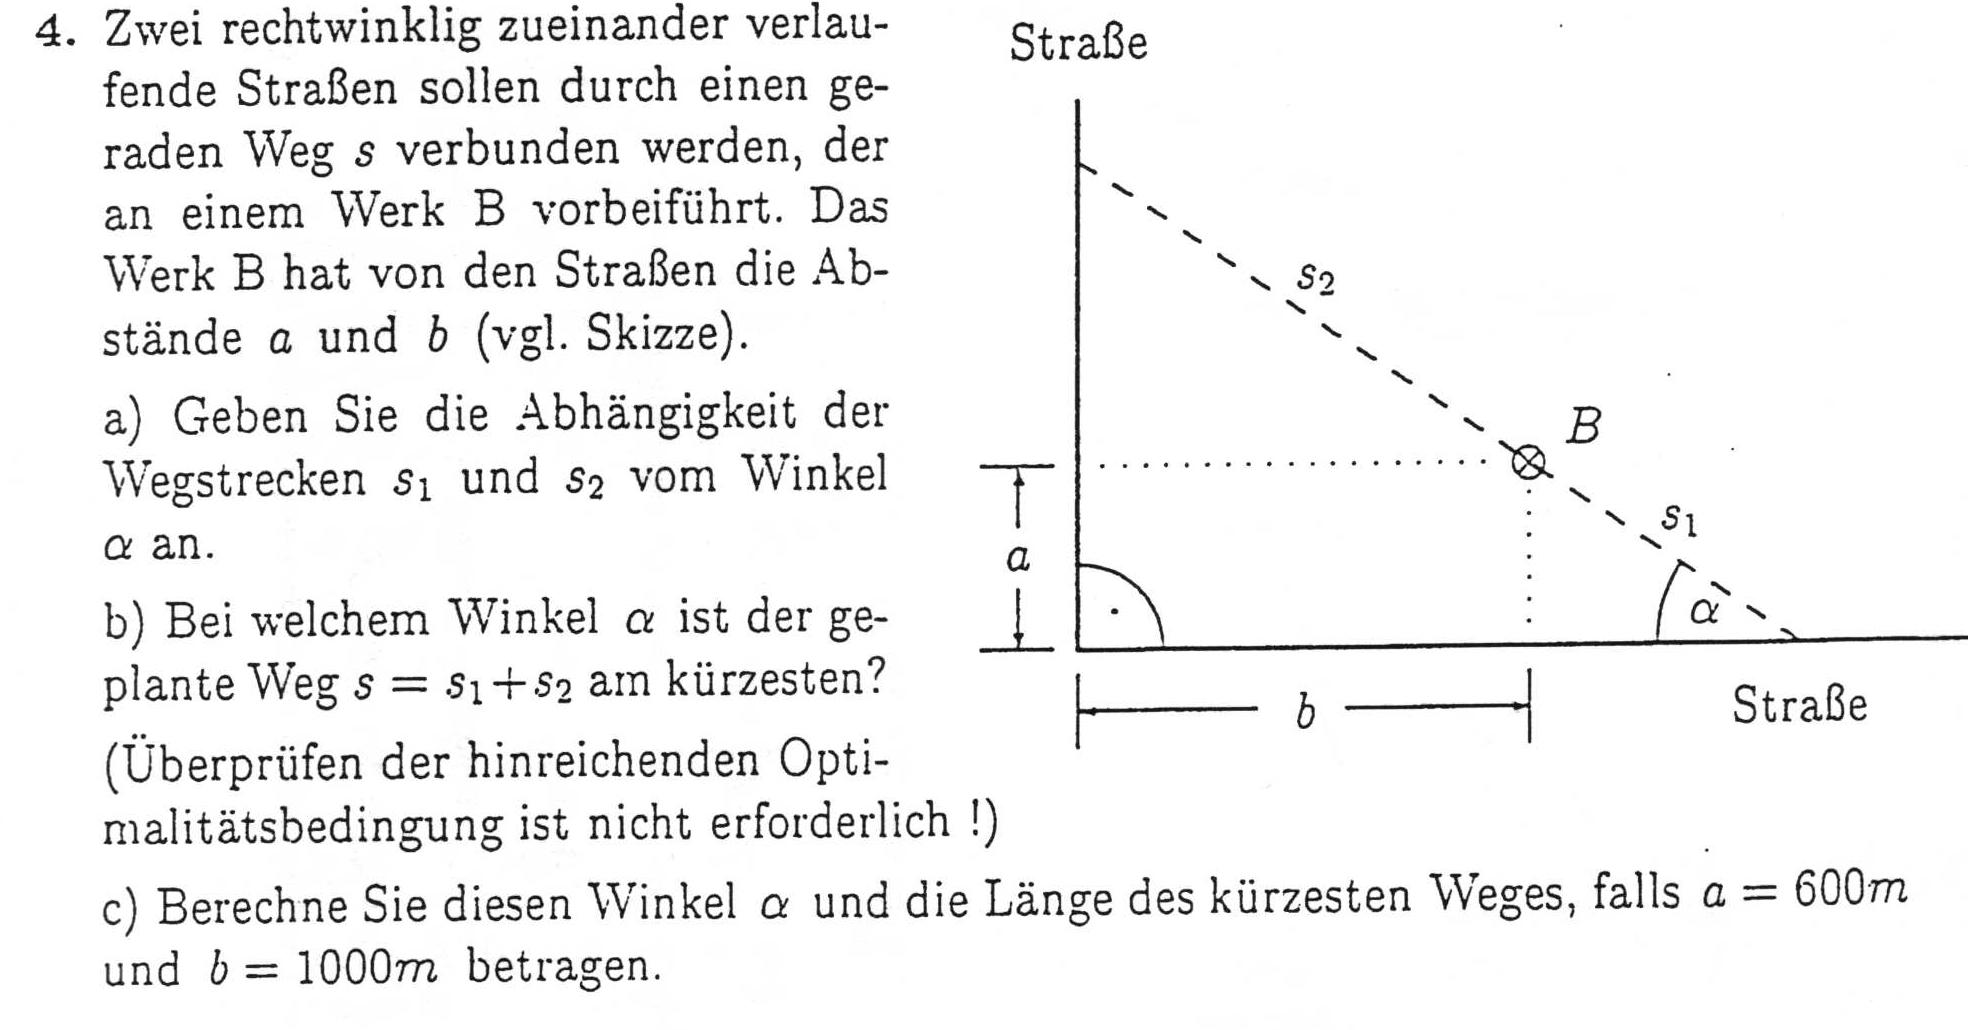 4. Zwei rechtwinklig zueinander verlau-
fende Straßen sollen durch einen ge-
raden Weg s verbunden werden, der
an einem Werk B vorbeiführt. Das
Werk B hat von den Straßen die Ab-
stände a und b (vgl. Skizze).
a) Geben Sie die Abhängigkeit der
Wegstrecken s₁ und s₂ vom Winkel
α an.
b) Bei welchem Winkel α ist der ge-
plante Weg s = s₁+s₂ am kürzesten?
(Überprüfen der hinreichenden Opti-
malitätsbedingung ist nicht erforderlich !)
c) Berechne Sie diesen Winkel α und die Länge des kürzesten Weges, falls a = 600m
und b = 1000m betragen.
Straße
s₂
B
s₁
a
α
b
Straße